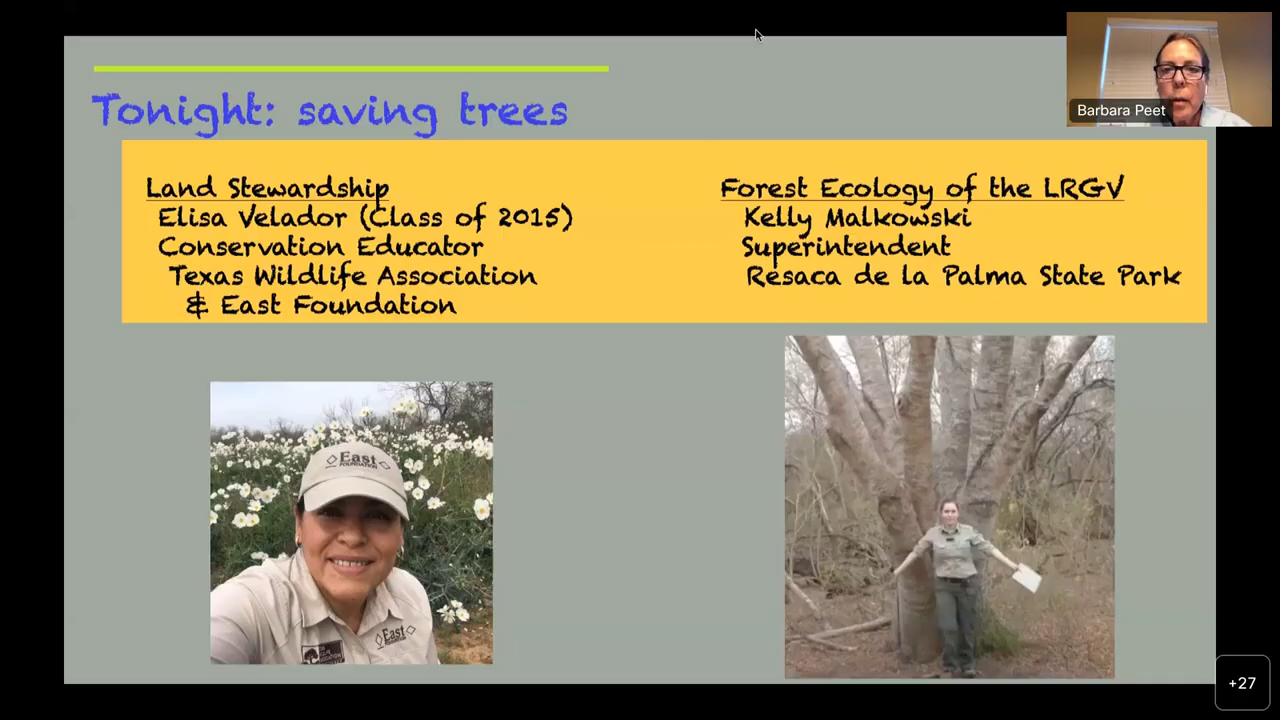 Tonight: saving trees
Land Stewardship
Elisa Velador (Class of 2015)
Conservation Educator
Texas Wildlife Association
& East Foundation
Forest Ecology of the LRGV
Kelly Malkowski
Superintendent
Resaca de la Palma State Park
Barbara Peet
East
FOUNDATION
East
+27